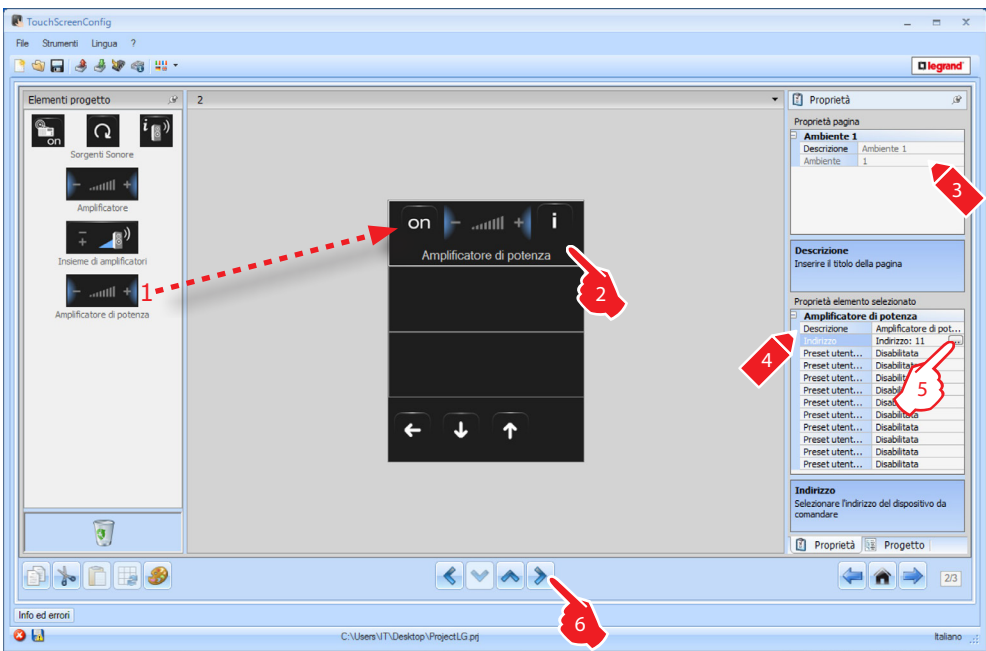 TouchScreenConfig
File Strumenti Lingua ?
legrand
Elementi progetto
on
i
Sorgenti Sonore
Amplificatore
Insieme di amplificatori
1
Amplificatore di potenza
2
on
i
Amplificatore di potenza
2
Proprietà
Proprietà pagina
Ambiente 1
Descrizione Ambiente 1
Ambiente 1
3
Descrizione
Inserire il titolo della pagina
Proprietà elemento selezionato
Amplificatore di potenza
Descrizione Amplificatore di pot...
Indirizzo Indirizzo: 11 ...
4
5
Preset utent... Disabilitata
Preset utent...
Preset utent...
Preset utent...
Preset utent...
Preset utent...
Preset utent... Disabilitata
Preset utent... Disabilitata
Preset utent... Disabilitata
Preset utent... Disabilitata
Indirizzo
Selezionare l'indirizzo del dispositivo da
comandare
Proprietà Progetto
2/3
6
Info ed errori
C:\Users\IT\Desktop\ProjectLG.prj
Italiano